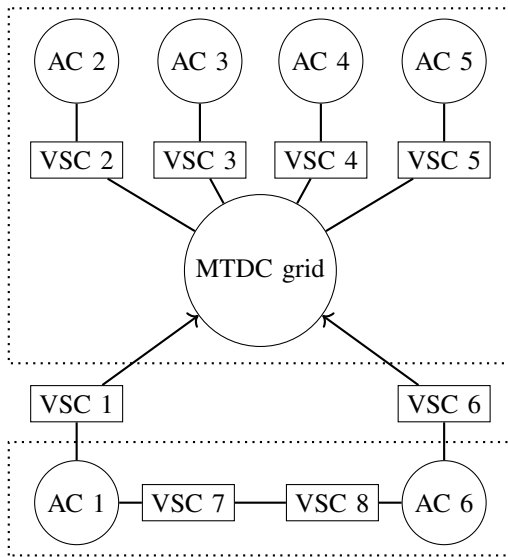 AC 2 AC 3 AC 4 AC 5
VSC 2 VSC 3 VSC 4 VSC 5
MTDC grid
VSC 1 VSC 6
AC 1 VSC 7 VSC 8 AC 6